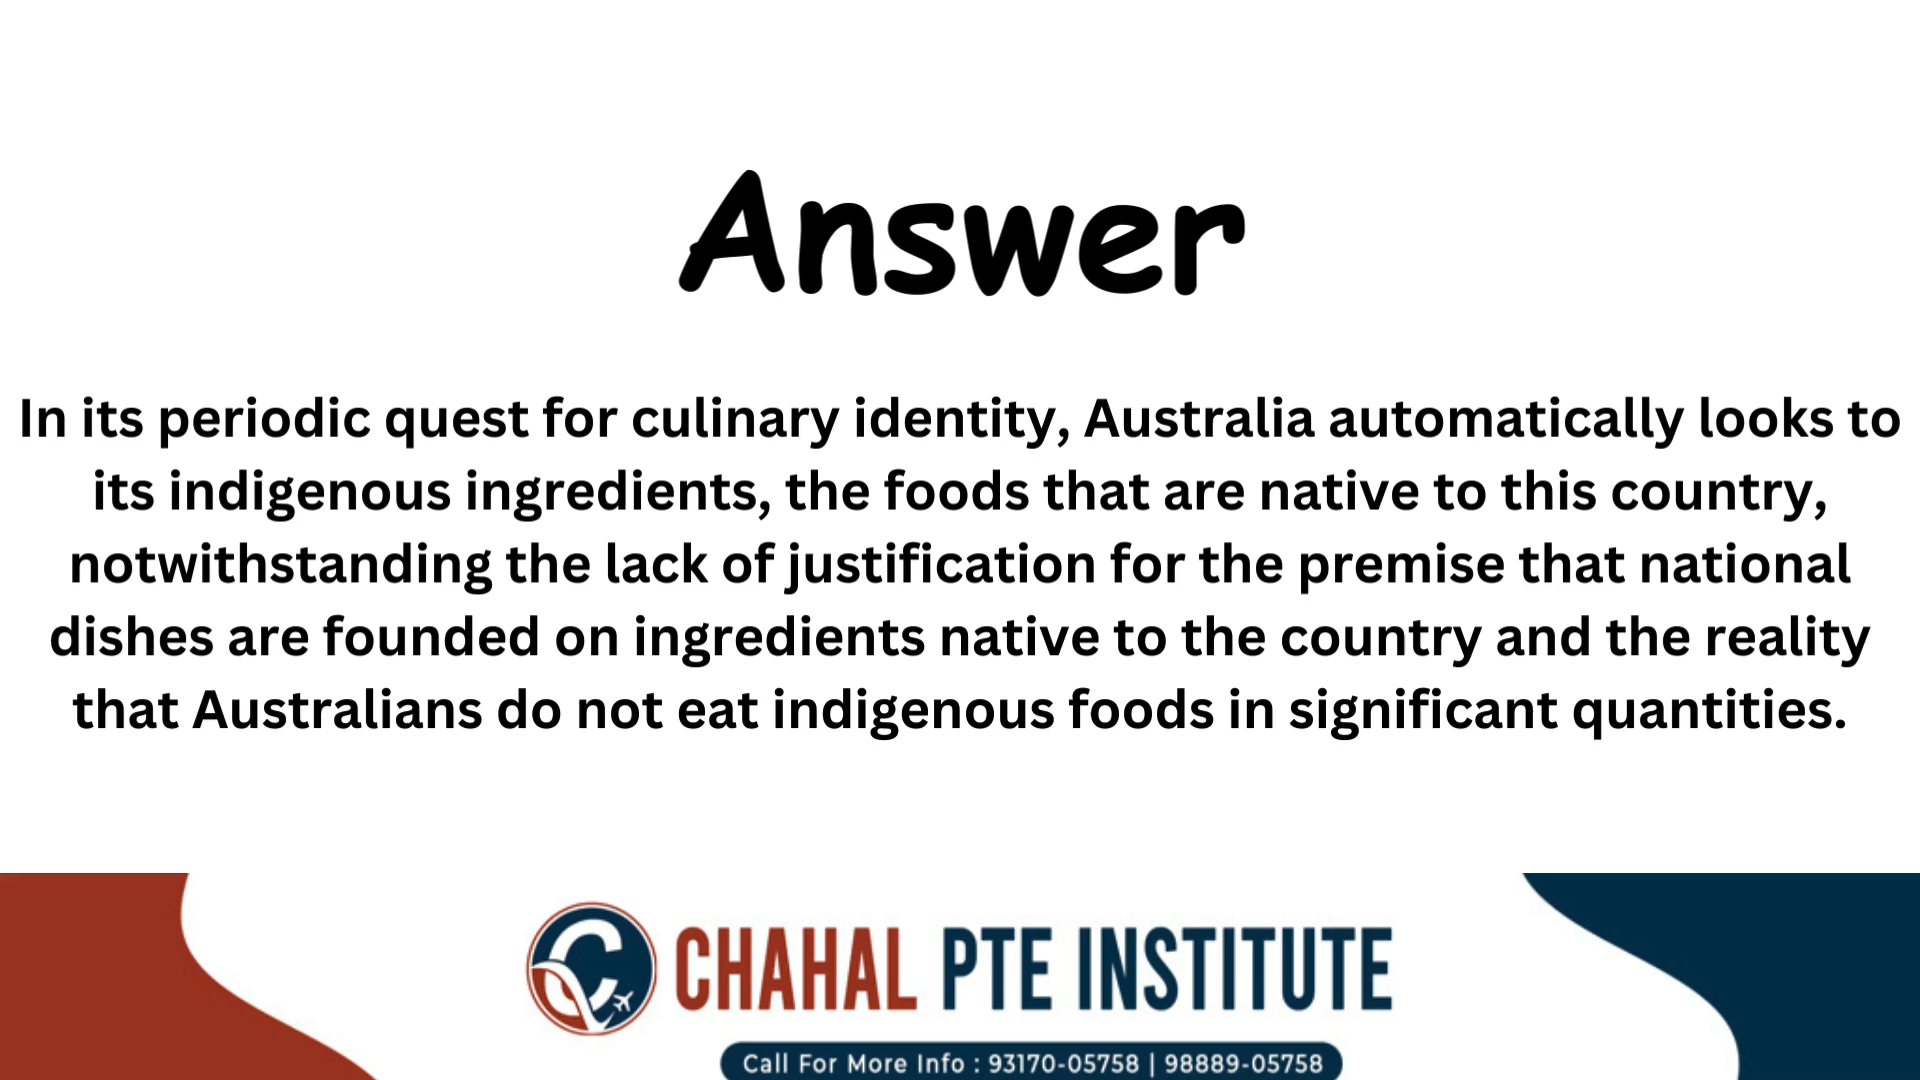 Answer
In its periodic quest for culinary identity, Australia automatically looks to
its indigenous ingredients, the foods that are native to this country,
notwithstanding the lack of justification for the premise that national
dishes are founded on ingredients native to the country and the reality
that Australians do not eat indigenous foods in significant quantities.
CHAHAL PTE INSTITUTE
Call For More Info : 93170-05758 | 98889-05758